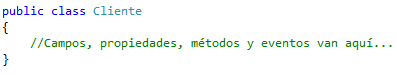 public class Cliente
{
//Campos, propiedades, métodos y eventos van aquí...
}